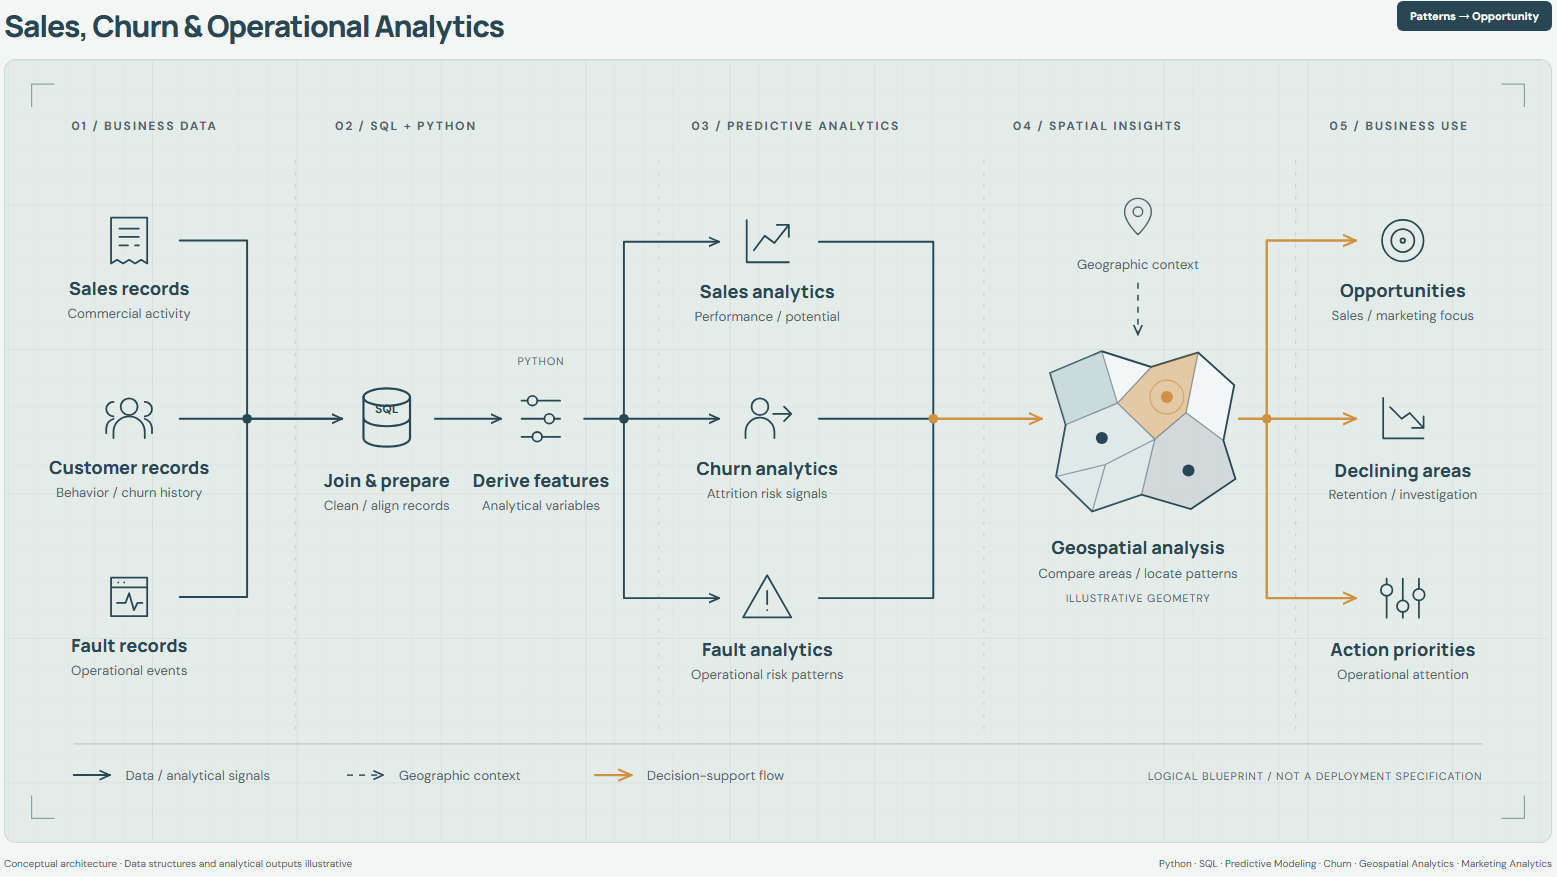 Sales, Churn & Operational Analytics
Patterns → Opportunity
01 / BUSINESS DATA
02 / SQL + PYTHON
03 / PREDICTIVE ANALYTICS
04 / SPATIAL INSIGHTS
05 / BUSINESS USE
Sales records
Commercial activity
Customer records
Behavior / churn history
Fault records
Operational events
SQL
Join & prepare
Clean / align records
PYTHON
Derive features
Analytical variables
Sales analytics
Performance / potential
Churn analytics
Attrition risk signals
Fault analytics
Operational risk patterns
Geographic context
Geospatial analysis
Compare areas / locate patterns
ILLUSTRATIVE GEOMETRY
Opportunities
Sales / marketing focus
Declining areas
Retention / investigation
Action priorities
Operational attention
Data / analytical signals
Geographic context
Decision-support flow
LOGICAL BLUEPRINT / NOT A DEPLOYMENT SPECIFICATION
Conceptual architecture · Data structures and analytical outputs illustrative
Python · SQL · Predictive Modeling · Churn · Geospatial Analytics · Marketing Analytics